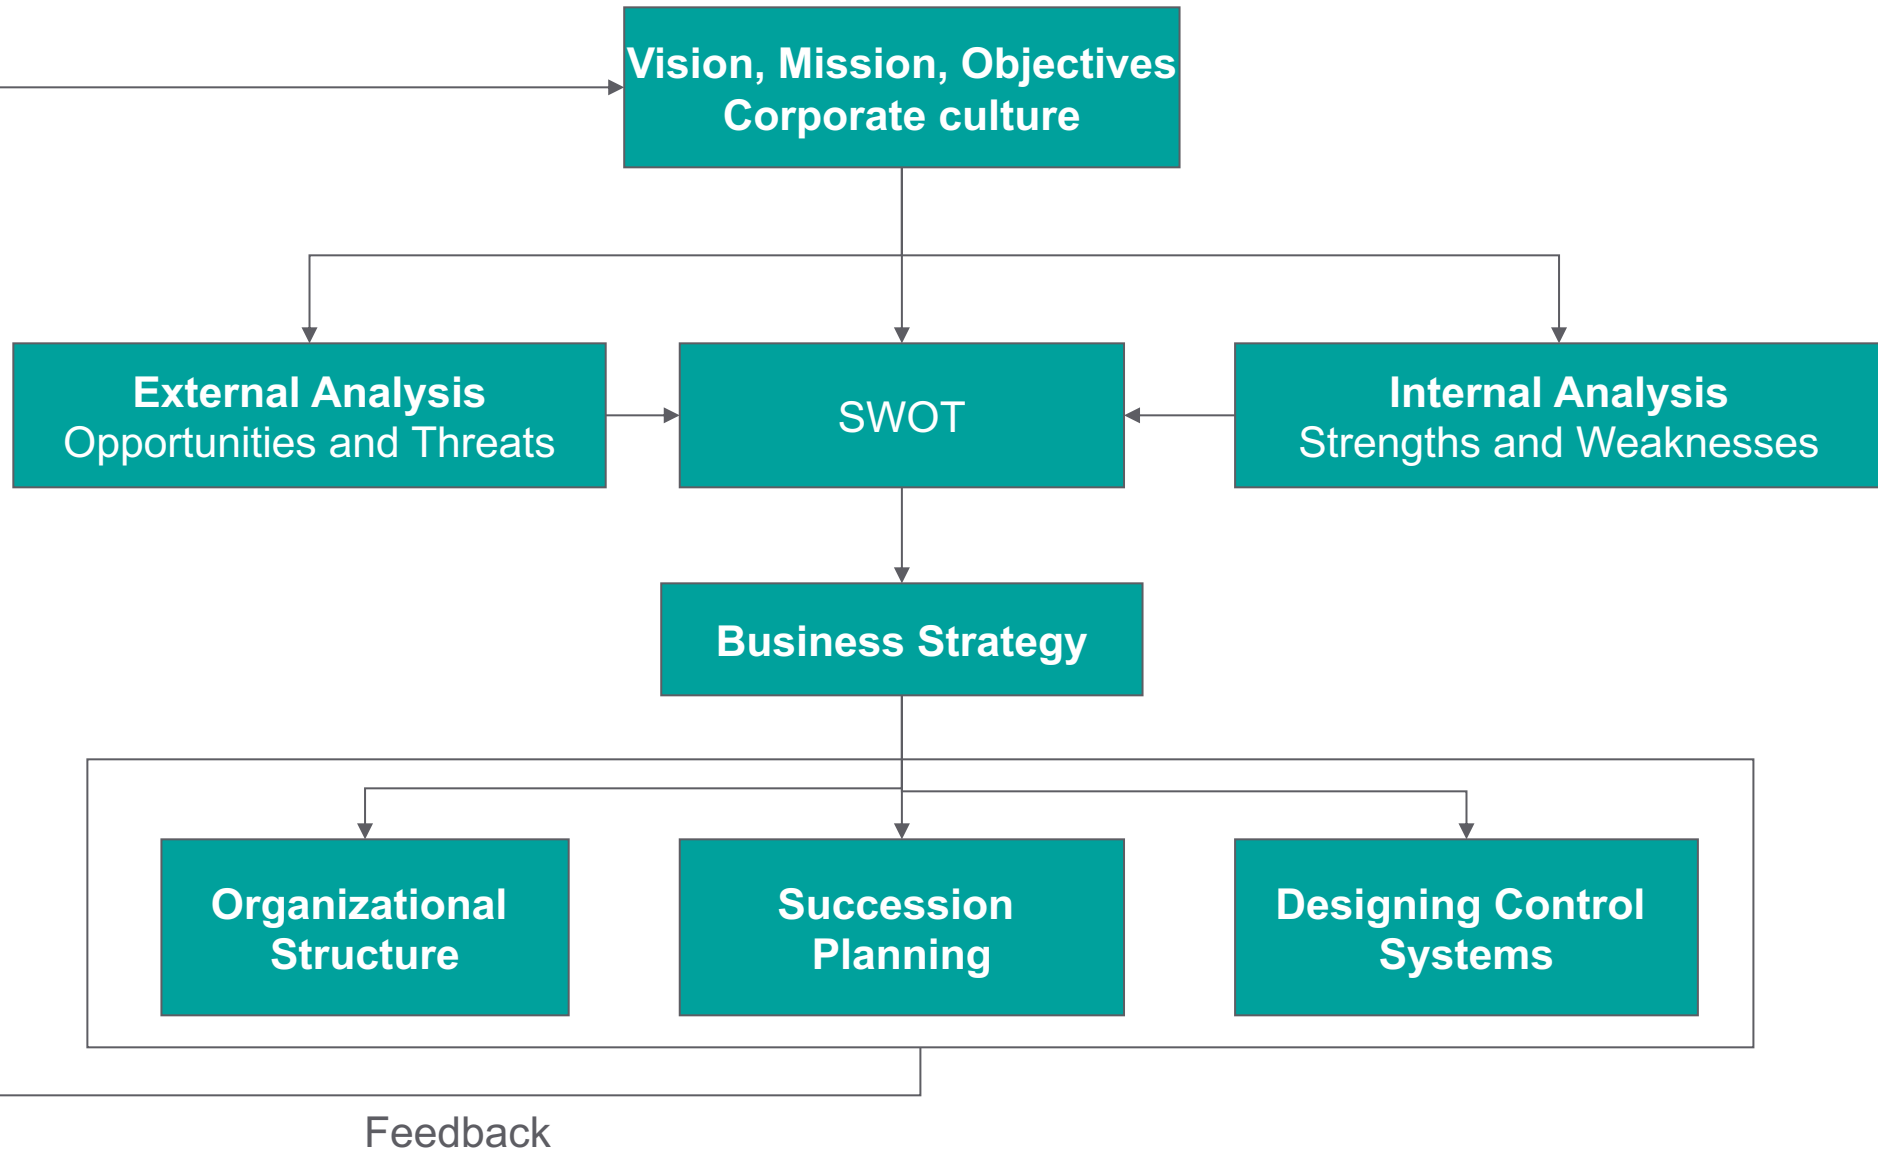 Vision, Mission, Objectives
Corporate culture
External Analysis
Opportunities and Threats
SWOT
Internal Analysis
Strengths and Weaknesses
Business Strategy
Organizational
Structure
Succession
Planning
Designing Control
Systems
Feedback